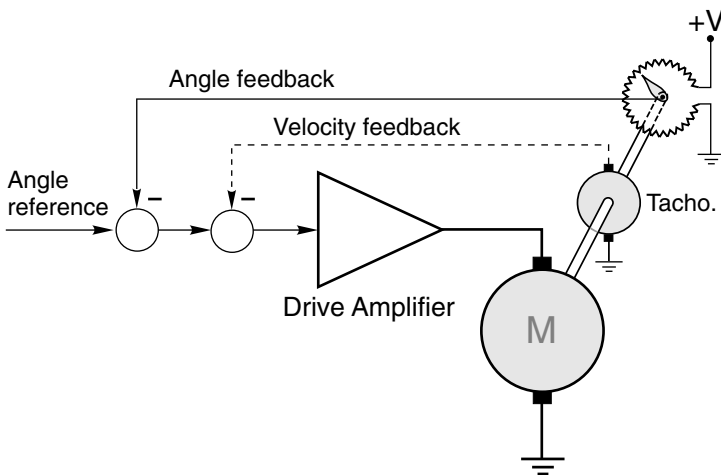 +V
Angle feedback
Velocity feedback
Angle
reference
–
–
Tacho.
Drive Amplifier
M